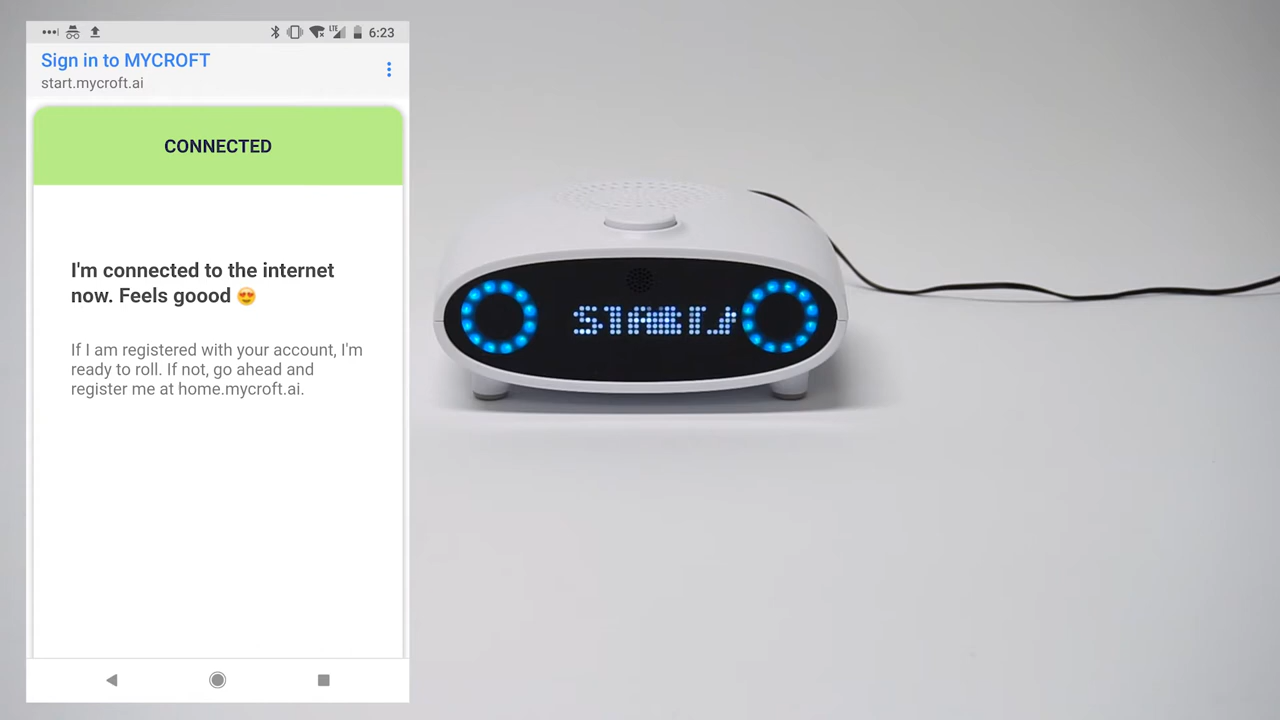 6:23
LTE
Sign in to MYCROFT
start.mycroft.ai
CONNECTED
I'm connected to the internet
now. Feels goood 😍
If I am registered with your account, I'm
ready to roll. If not, go ahead and
register me at home.mycroft.ai.